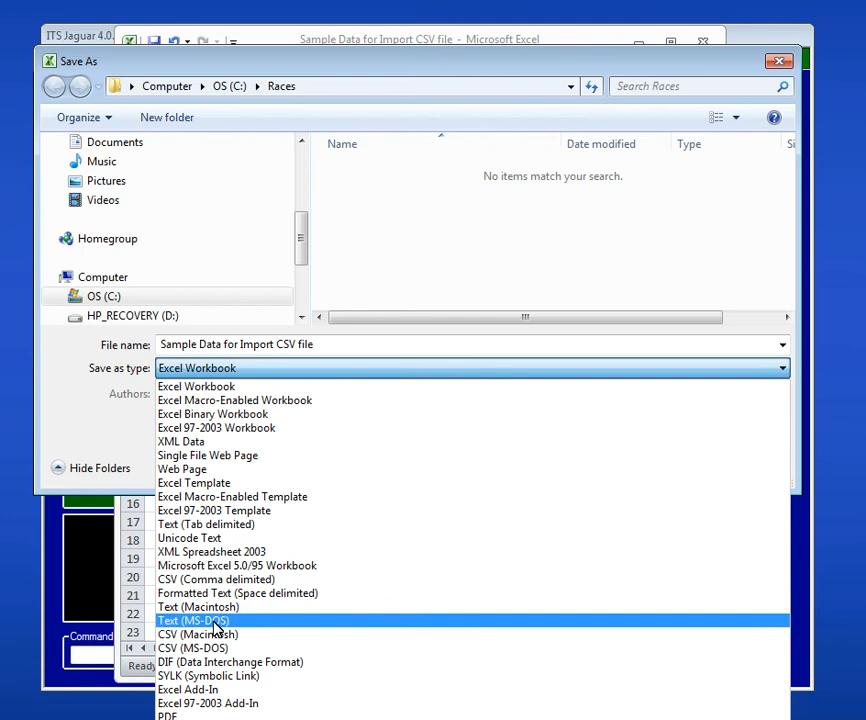 ITS Jaguar 4.0.
Sample Data for Import CSV file - Microsoft Excel
Save As
Computer OS (C:) Races
Search Races
Organize New folder
Documents
Music
Pictures
Videos
Homegroup
Computer
OS (C:)
HP_RECOVERY (D:)
Name Date modified Type Si
No items match your search.
File name: Sample Data for Import CSV file
Save as type: Excel Workbook
Authors:
Hide Folders
Excel Workbook
Excel Macro-Enabled Workbook
Excel Binary Workbook
Excel 97-2003 Workbook
XML Data
Single File Web Page
Web Page
Excel Template
Excel Macro-Enabled Template
Excel 97-2003 Template
Text (Tab delimited)
Unicode Text
XML Spreadsheet 2003
Microsoft Excel 5.0/95 Workbook
CSV (Comma delimited)
Formatted Text (Space delimited)
Text (Macintosh)
Text (MS-DOS)
CSV (Macintosh)
CSV (MS-DOS)
DIF (Data Interchange Format)
SYLK (Symbolic Link)
Excel Add-In
Excel 97-2003 Add-In
PDF
16
17
18
19
20
21
22
23
Command
Ready